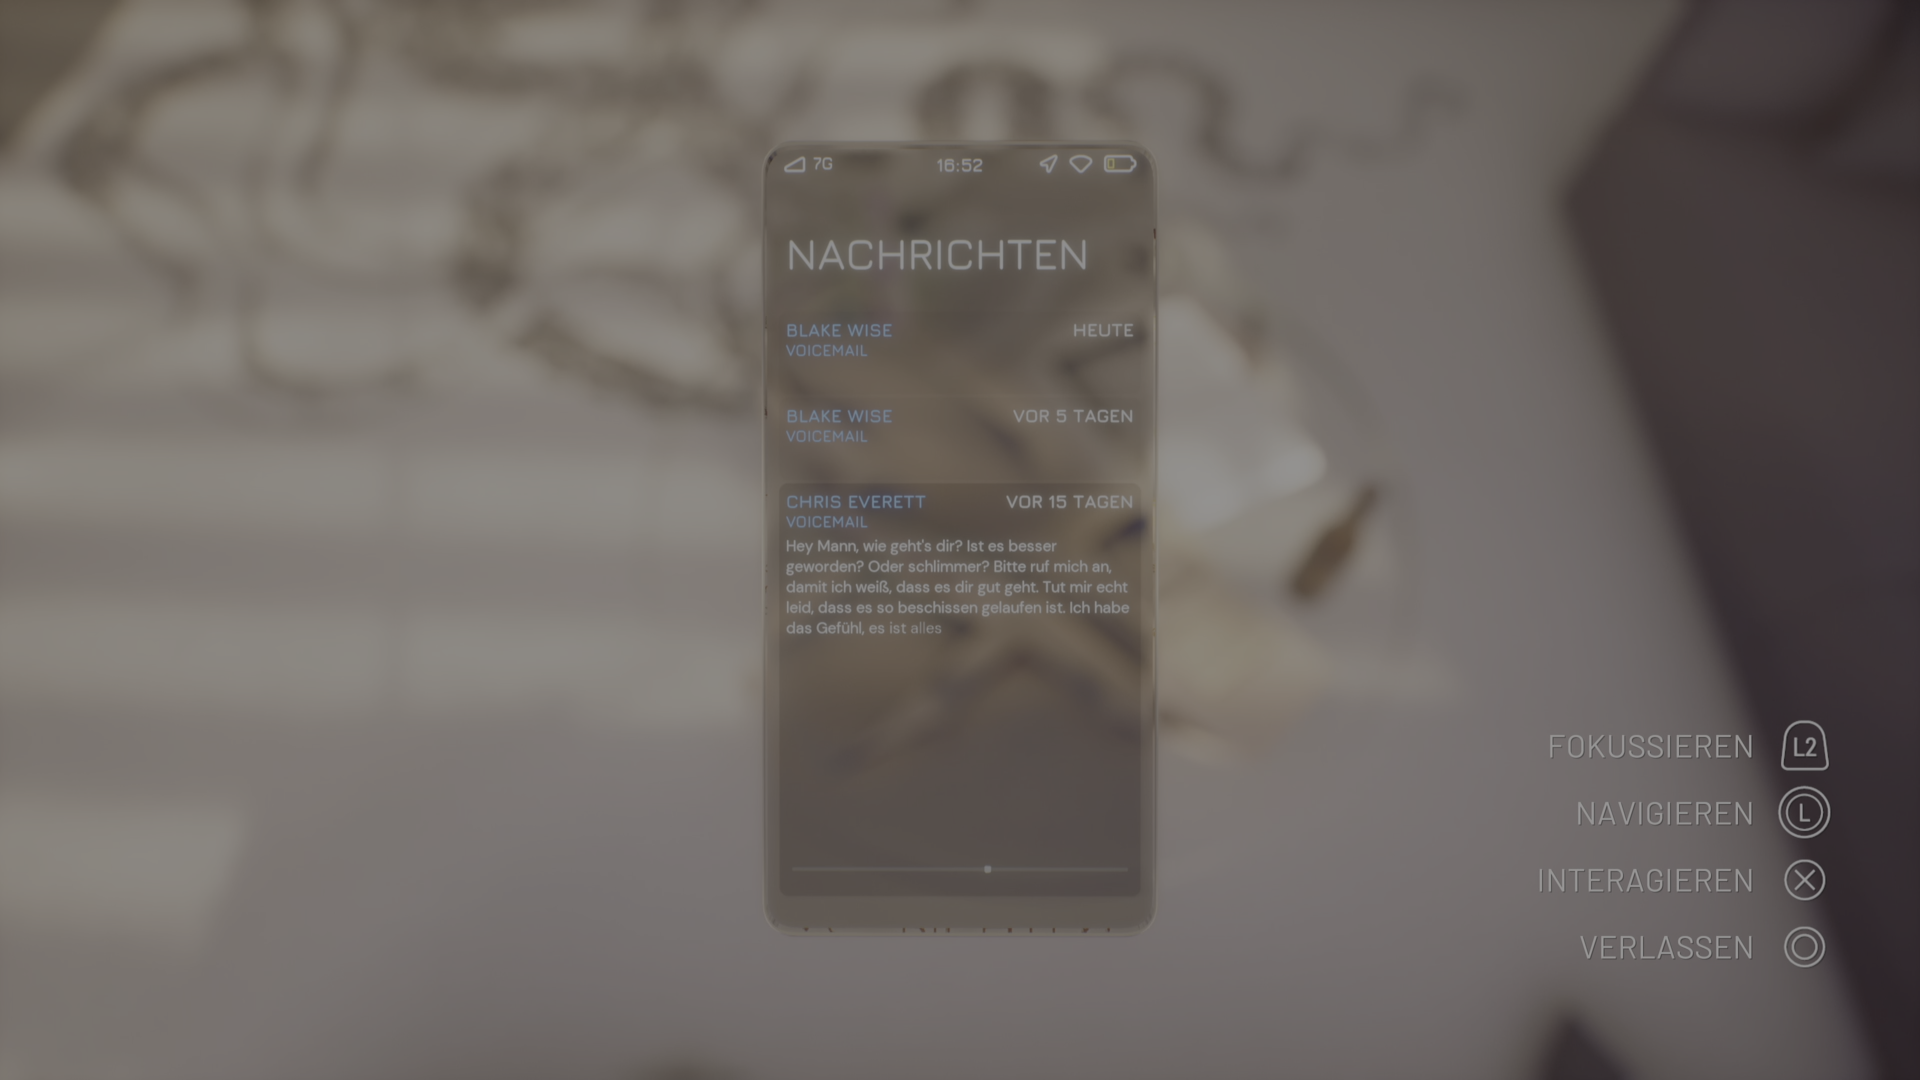 7G 16:52
NACHRICHTEN
BLAKE WISE HEUTE
VOICEMAIL
BLAKE WISE VOR 5 TAGEN
VOICEMAIL
CHRIS EVERETT VOR 15 TAGEN
VOICEMAIL
Hey Mann, wie geht's dir? Ist es besser
geworden? Oder schlimmer? Bitte ruf mich an,
damit ich weiß, dass es dir gut geht. Tut mir echt
leid, dass es so beschissen gelaufen ist. Ich habe
das Gefühl, es ist alles
FOKUSSIEREN L2
NAVIGIEREN L
INTERAGIEREN
VERLASSEN